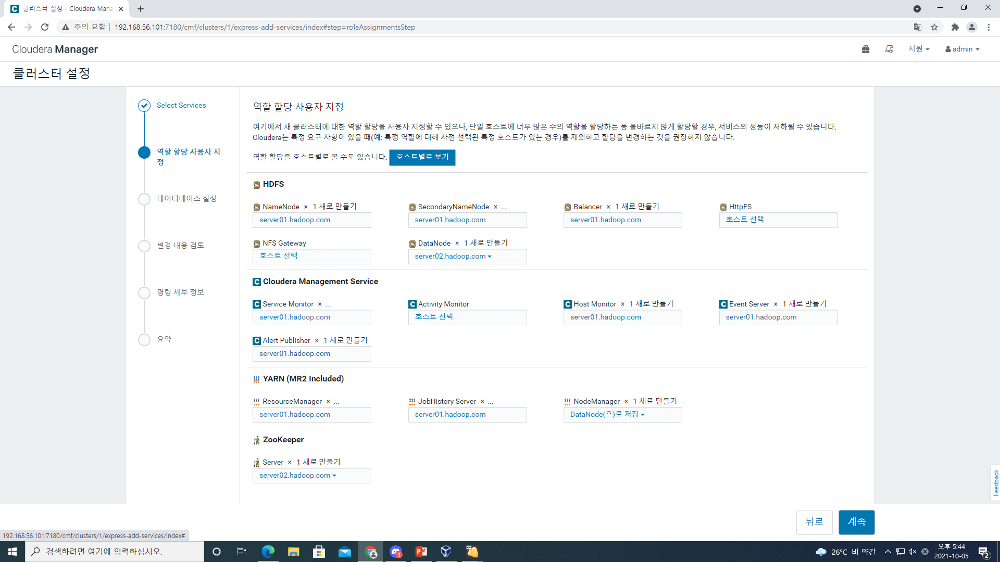 클러스터 설정 - Cloudera Mana
주의 요함
192.168.56.101:7180/cmf/clusters/1/express-add-services/index#step=roleAssignmentsStep
Cloudera Manager
지원
admin
클러스터 설정
Select Services
역할 할당 사용자 지
정
데이터베이스 설정
변경 내용 검토
명령 세부 정보
요약
역할 할당 사용자 지정
여기에서 새 클러스터에 대한 역할 할당을 사용자 지정할 수 있으나, 단일 호스트에 너무 많은 수의 역할을 할당하는 등 올바르지 않게 할당할 경우, 서비스의 성능이 저하될 수 있습니다.
Cloudera는 특정 요구 사항이 있을 때(예: 특정 역할에 대해 사전 선택된 특정 호스트가 있는 경우)를 제외하고 할당을 변경하는 것을 권장하지 않습니다.
역할 할당을 호스트별로 볼 수도 있습니다. 호스트별로 보기
HDFS
NameNode × 1 새로 만들기
SecondaryNameNode × ...
Balancer × 1 새로 만들기
HttpFS
server01.hadoop.com
server01.hadoop.com
server01.hadoop.com
호스트 선택
NFS Gateway
DataNode × 1 새로 만들기
호스트 선택
server02.hadoop.com
Cloudera Management Service
Service Monitor × ...
Activity Monitor
Host Monitor × 1 새로 만들기
Event Server × 1 새로 만들기
server01.hadoop.com
호스트 선택
server01.hadoop.com
server01.hadoop.com
Alert Publisher × 1 새로 만들기
server01.hadoop.com
YARN (MR2 Included)
ResourceManager × ...
JobHistory Server × ...
NodeManager × 1 새로 만들기
server01.hadoop.com
server01.hadoop.com
DataNode(으)로 저장
ZooKeeper
Server × 1 새로 만들기
server02.hadoop.com
Feedback
뒤로
계속
192.168.56.101:7180/cmf/clusters/1/express-add-services/index#
검색하려면 여기에 입력하십시오.
26°C 비 약간
오후 5:44
2021-10-05